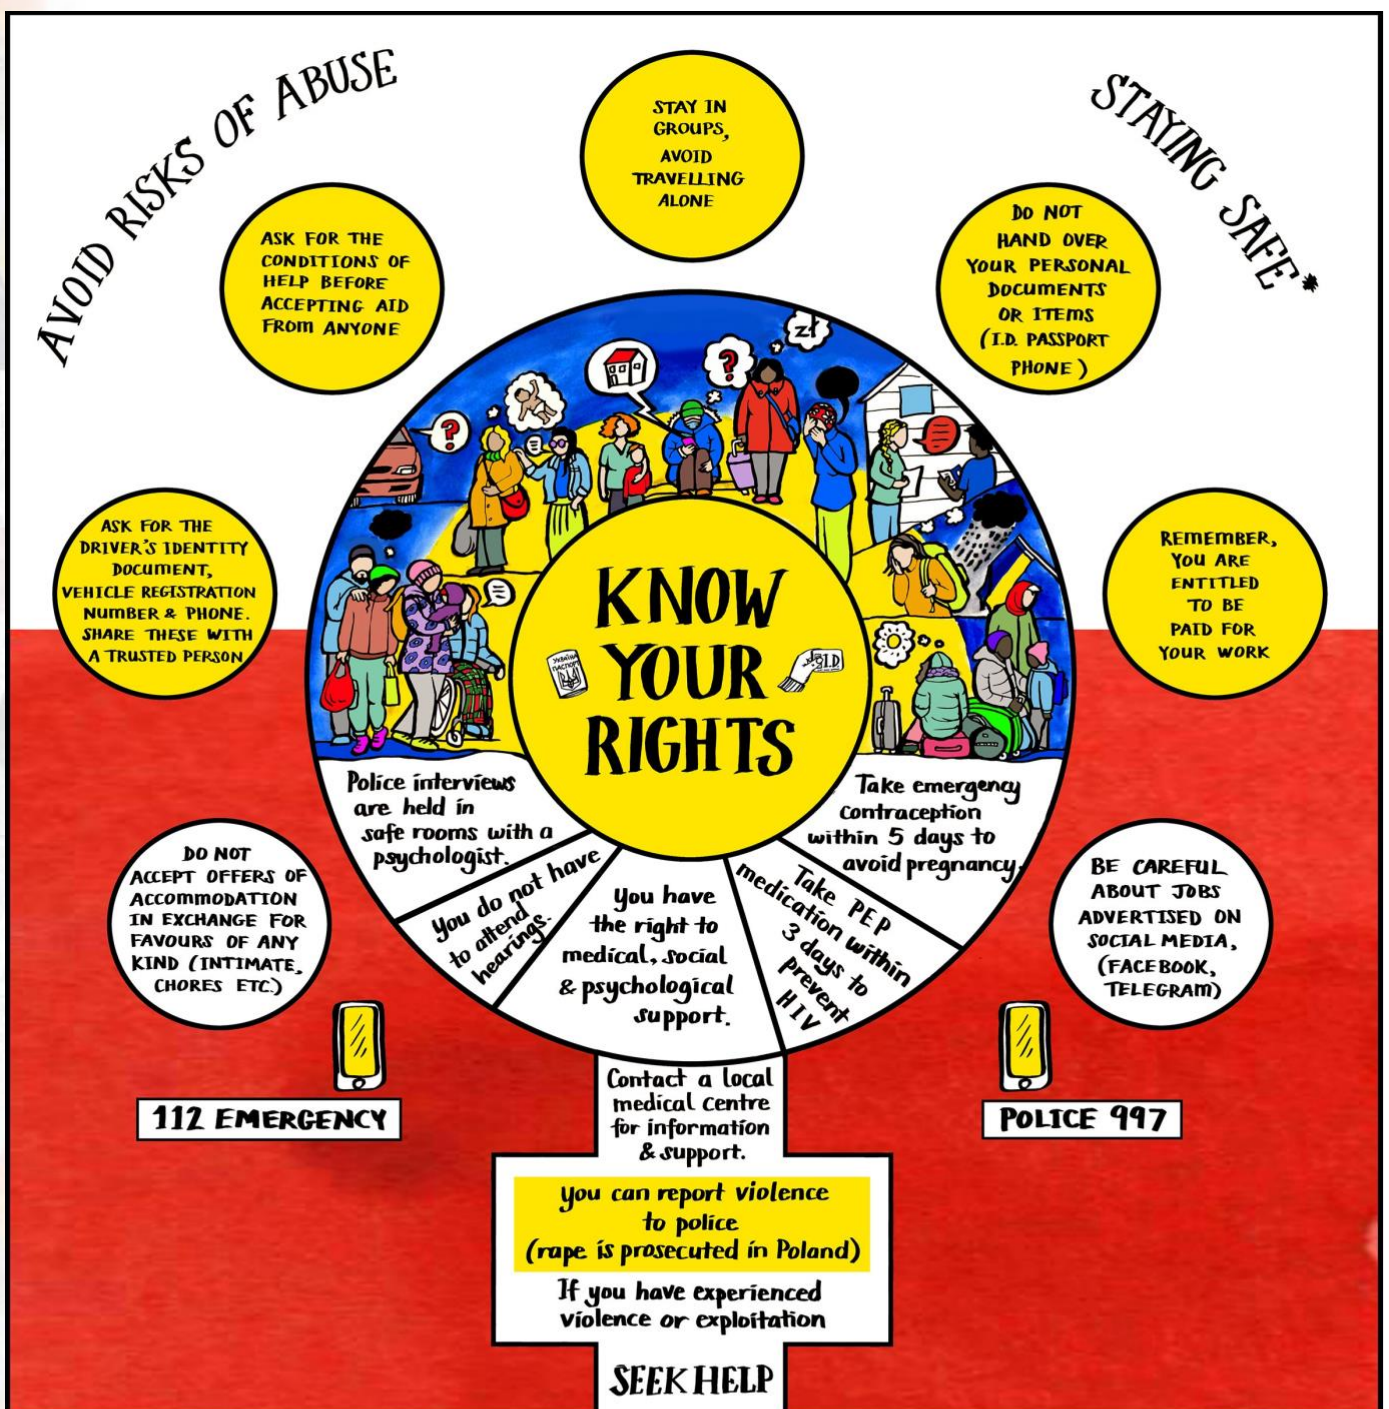 AVOID RISKS OF ABUSE
STAYING SAFE*
STAY IN
GROUPS,
AVOID
TRAVELLING
ALONE
ASK FOR THE
CONDITIONS OF
HELP BEFORE
ACCEPTING AID
FROM ANYONE
DO NOT
HAND OVER
YOUR PERSONAL
DOCUMENTS
OR ITEMS
(I.D. PASSPORT
PHONE)
ASK FOR THE
DRIVER'S IDENTITY
DOCUMENT,
VEHICLE REGISTRATION
NUMBER & PHONE.
SHARE THESE WITH
A TRUSTED PERSON
REMEMBER,
YOU ARE
ENTITLED
TO BE
PAID FOR
YOUR WORK
?
?
Z!
KNOW
YOUR
RIGHTS
УКРАЇНА
ПАСПОРТ
I.D
Police interviews
are held in
safe rooms with a
psychologist.
You do not have
to attend
hearings.
You have
the right to
medical, social
& psychological
support.
Take PEP
medication within
3 days to
prevent
HIV
Take emergency
contraception
within 5 days to
avoid pregnancy.
DO NOT
ACCEPT OFFERS OF
ACCOMMODATION
IN EXCHANGE FOR
FAVOURS OF ANY
KIND (INTIMATE,
CHORES ETC.)
BE CAREFUL
ABOUT JOBS
ADVERTISED ON
SOCIAL MEDIA,
(FACEBOOK,
TELEGRAM)
112 EMERGENCY
POLICE 997
Contact a local
medical centre
for information
& support.
You can report violence
to police
(rape is prosecuted in Poland)
If you have experienced
violence or exploitation
SEEK HELP